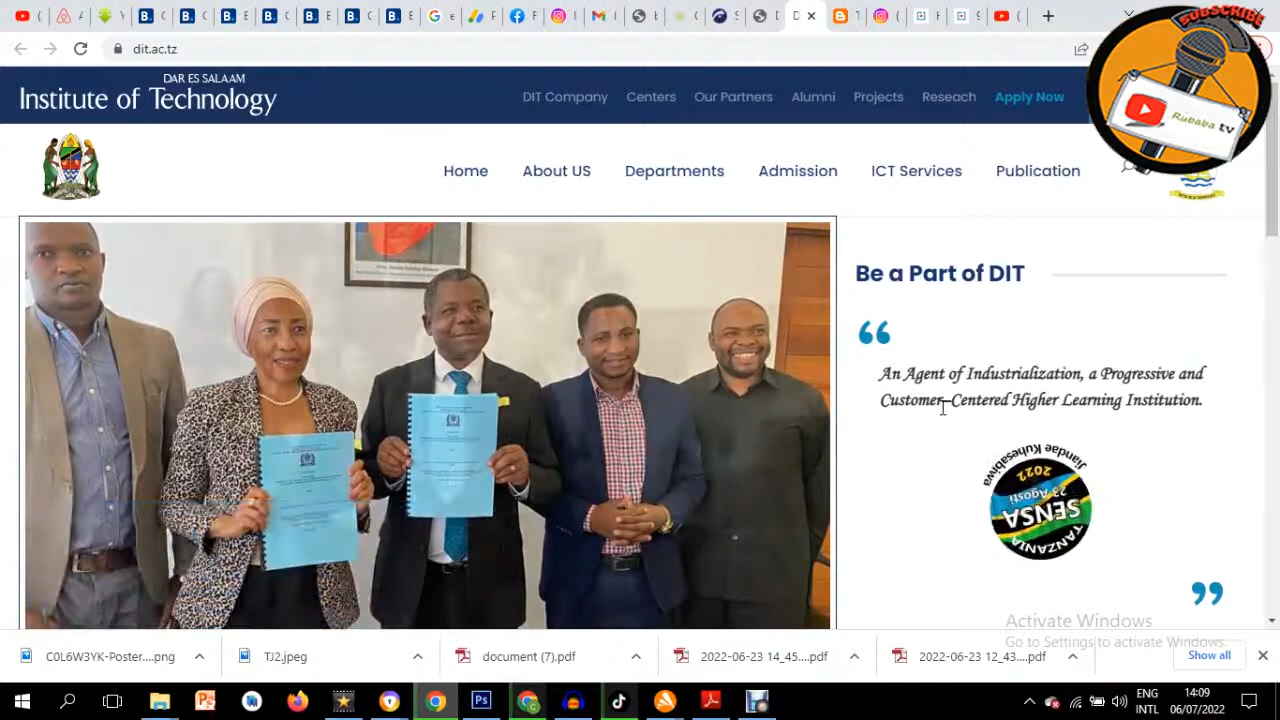 A
C
C
B
B
C
B
e
F
(
S
D
D
T
(
E
9
(
dit.ac.tz
DAR ES SALAAM
Institute of Technology
DIT Company Centers Our Partners Alumni Projects Reseach Apply Now
SUBSCRIBE
Rubaba tv
Home About US Departments Admission ICT Services Publication
Be a Part of DIT
“
An Agent of Industrialization, a Progressive and
Customer-Centered Higher Learning Institution.
Jiandae Kuhesabiwa
2022
23 Agosti
SENSA
TANZANIA
”
Activate Windows
Go to Settings to activate Windows.
C0L6W3YK-Poster....png TJ2.jpeg document (7).pdf 2022-06-23 14_45....pdf 2022-06-23 12_43....pdf Show all
ENG 14:09
INTL 06/07/2022